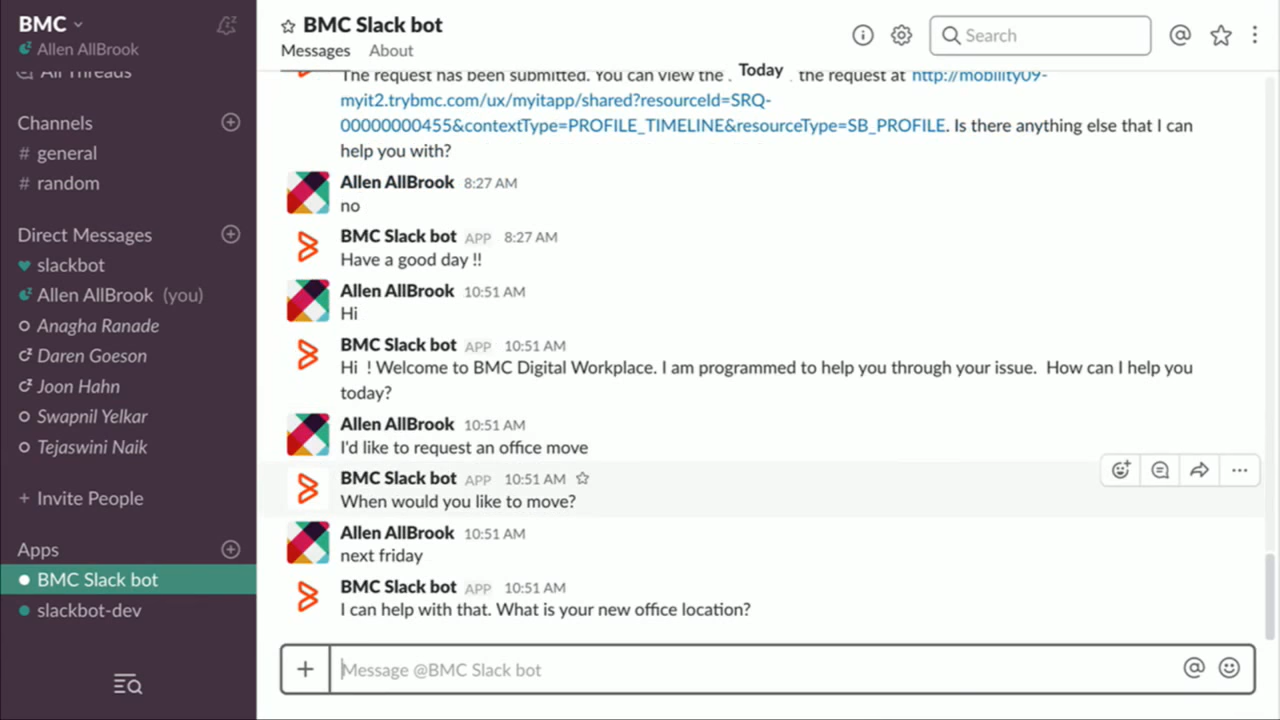 BMC
Allen AllBrook
All Threads
Channels
# general
# random
Direct Messages
slackbot
Allen AllBrook (you)
Anagha Ranade
Daren Goeson
Joon Hahn
Swapnil Yelkar
Tejaswini Naik
+ Invite People
Apps
BMC Slack bot
slackbot-dev
BMC Slack bot
Messages About
Search
Today
The request has been submitted. You can view the the request at http://mobility09-
myit2.trybmc.com/ux/myitapp/shared?resourceId=SRQ-
00000000455&contextType=PROFILE_TIMELINE&resourceType=SB_PROFILE. Is there anything else that I can
help you with?
Allen AllBrook 8:27 AM
no
BMC Slack bot APP 8:27 AM
Have a good day !!
Allen AllBrook 10:51 AM
Hi
BMC Slack bot APP 10:51 AM
Hi ! Welcome to BMC Digital Workplace. I am programmed to help you through your issue. How can I help you
today?
Allen AllBrook 10:51 AM
I'd like to request an office move
BMC Slack bot APP 10:51 AM
When would you like to move?
Allen AllBrook 10:51 AM
next friday
BMC Slack bot APP 10:51 AM
I can help with that. What is your new office location?
Message @BMC Slack bot